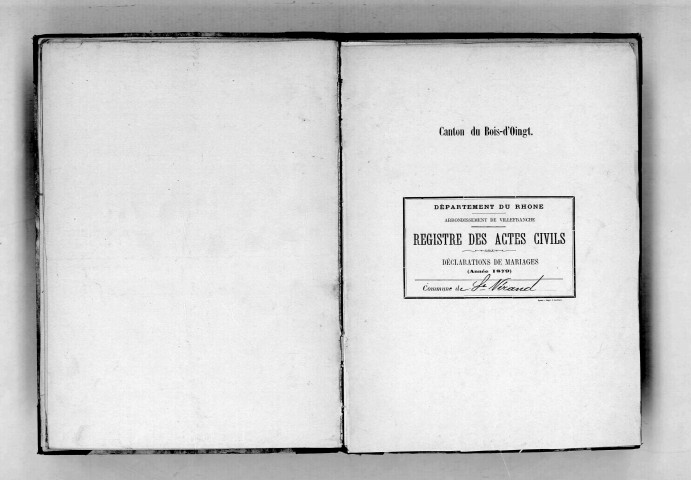 Canton du Bois-d'Oingt.
DÉPARTEMENT DU RHONE
ARRONDISSEMENT DE VILLEFRANCHE
REGISTRE DES ACTES CIVILS
DÉCLARATIONS DE MARIAGES
(Année 1879)
Commune de St Vérand